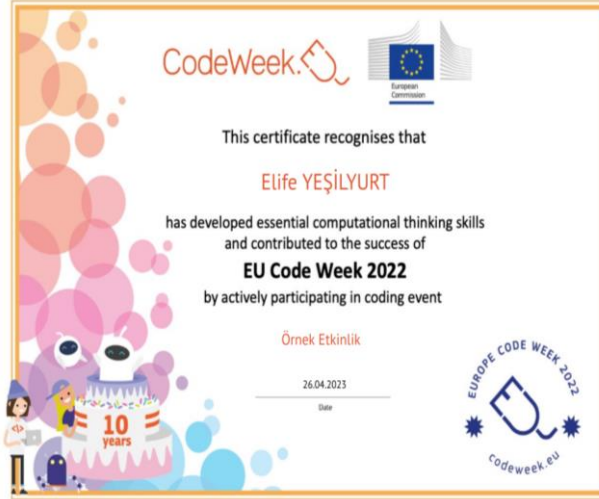 CodeWeek.EU
European
Commission
This certificate recognises that
Elife YEŞİLYURT
has developed essential computational thinking skills
and contributed to the success of
EU Code Week 2022
by actively participating in coding event
Örnek Etkinlik
26.04.2023
Date
10
years
EUROPE CODE WEEK 2022
codeweek.eu